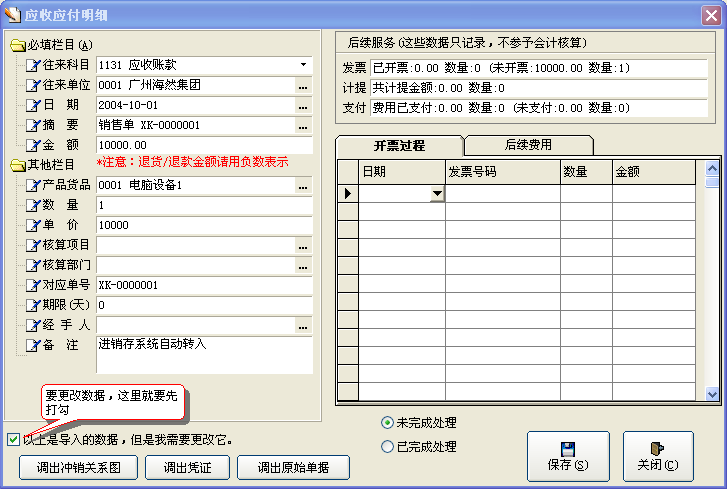 应收应付明细
必填栏目(A)
往来科目 1131 应收账款
往来单位 0001 广州海然集团 ...
日 期 2004-10-01 ...
摘 要 销售单 XK-0000001 ...
金 额 10000.00
其他栏目 *注意：退货/退款金额请用负数表示
产品货品 0001 电脑设备1 ...
数 量 1
单 价 10000
核算项目 ...
核算部门 ...
对应单号 XK-0000001
期限(天) 0
经 手 人 ...
备 注 进销存系统自动转入
要更改数据，这里就要先
打勾
以上是导入的数据，但是我需要更改它。
调出冲销关系图 调出凭证 调出原始单据
后续服务(这些数据只记录，不参予会计核算)
发票 已开票:0.00 数量:0 (未开票:10000.00 数量:1)
计提 共计提金额:0.00 数量:0
支付 费用已支付:0.00 数量:0 (未支付:0.00 数量:0)
开票过程 后续费用
日期 发票号码 数量 金额
未完成处理
已完成处理
保存(S) 关闭(C)